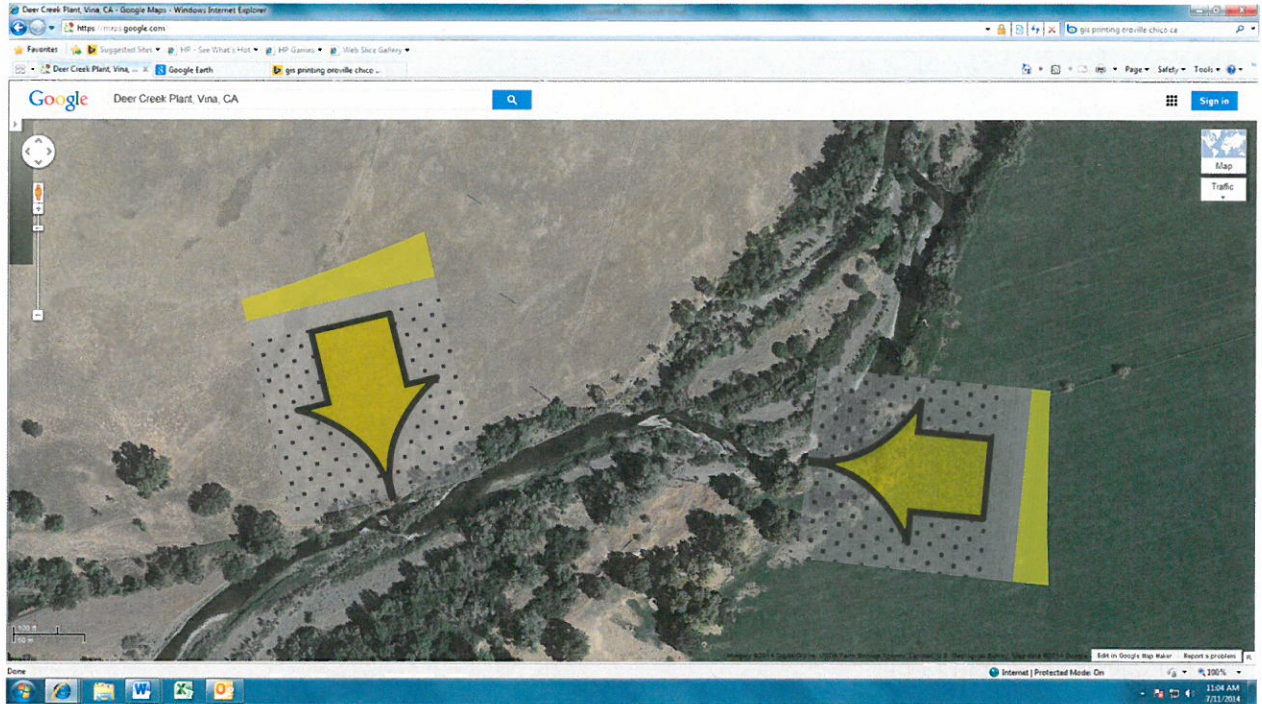 Deer Creek Plant, Vina, CA - Google Maps - Windows Internet Explorer
https://maps.google.com
gis printing oroville chico ca
Favorites Suggested Sites HP - See What's Hot HP Games Web Slice Gallery
Deer Creek Plant, Vina, ... Google Earth gis printing oroville chico ... Page Safety Tools
Google Deer Creek Plant, Vina, CA Sign in
Map
Traffic
100 ft
50 m
Edit in Google Map Maker Report a problem
Done Internet | Protected Mode: On 100%
11:04 AM
7/11/2014